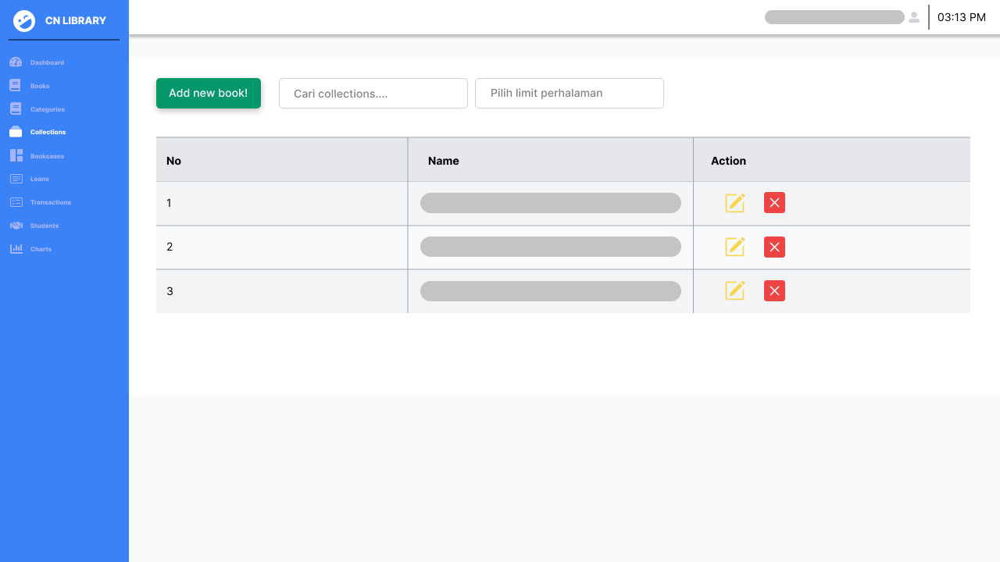 CN LIBRARY
03:13 PM
Dashboard
Books
Categories
Collections
Bookcases
Loans
Transactions
Students
Charts
Add new book!
Cari collections....
Pilih limit perhalaman
No Name Action
1
2
3